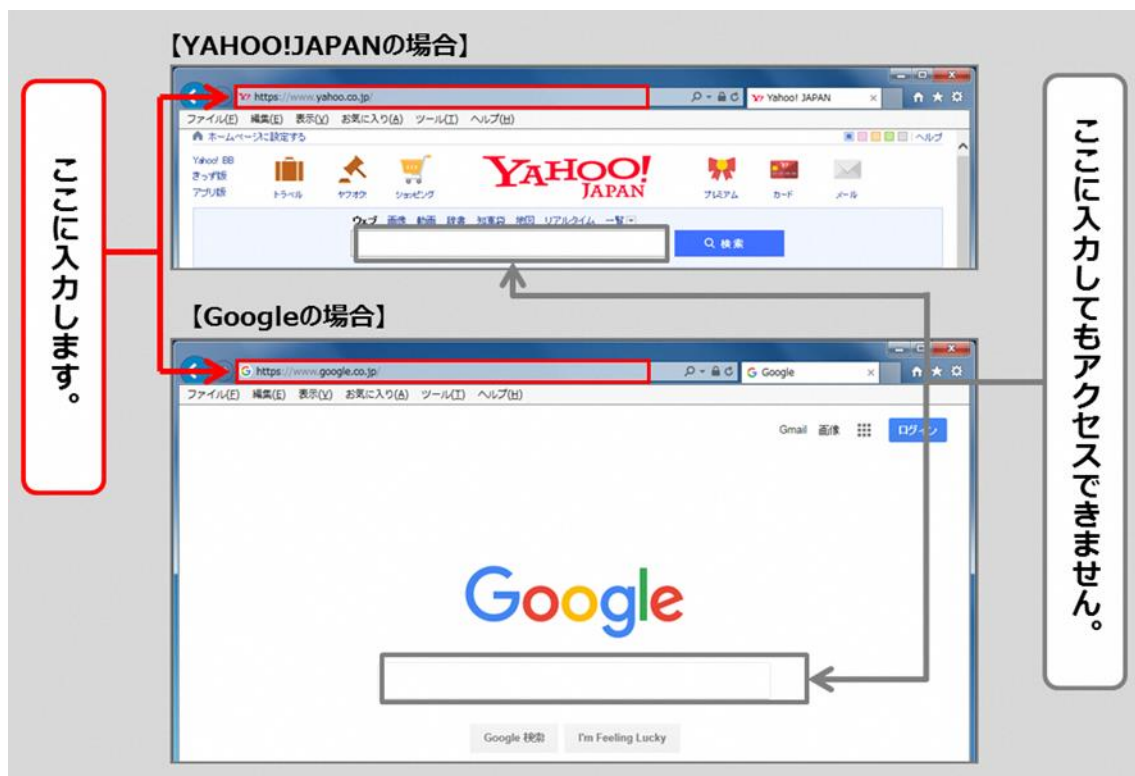 【YAHOO!JAPANの場合】
ここに入力します。
https://www.yahoo.co.jp/
Yahoo! JAPAN
ファイル(F) 編集(E) 表示(V) お気に入り(A) ツール(T) ヘルプ(H)
ホームページに設定する
ヘルプ
Yahoo! BB
きっず版
アプリ版
トラベル ヤフオク! ショッピング
YAHOO!
JAPAN
プレミアム カード メール
ウェブ 画像 動画 辞書 知恵袋 地図 リアルタイム 一覧
検索
【Googleの場合】
https://www.google.co.jp/
Google
ファイル(F) 編集(E) 表示(V) お気に入り(A) ツール(T) ヘルプ(H)
Gmail 画像 ログイン
Google
Google 検索 I'm Feeling Lucky
ここに入力してもアクセスできません。